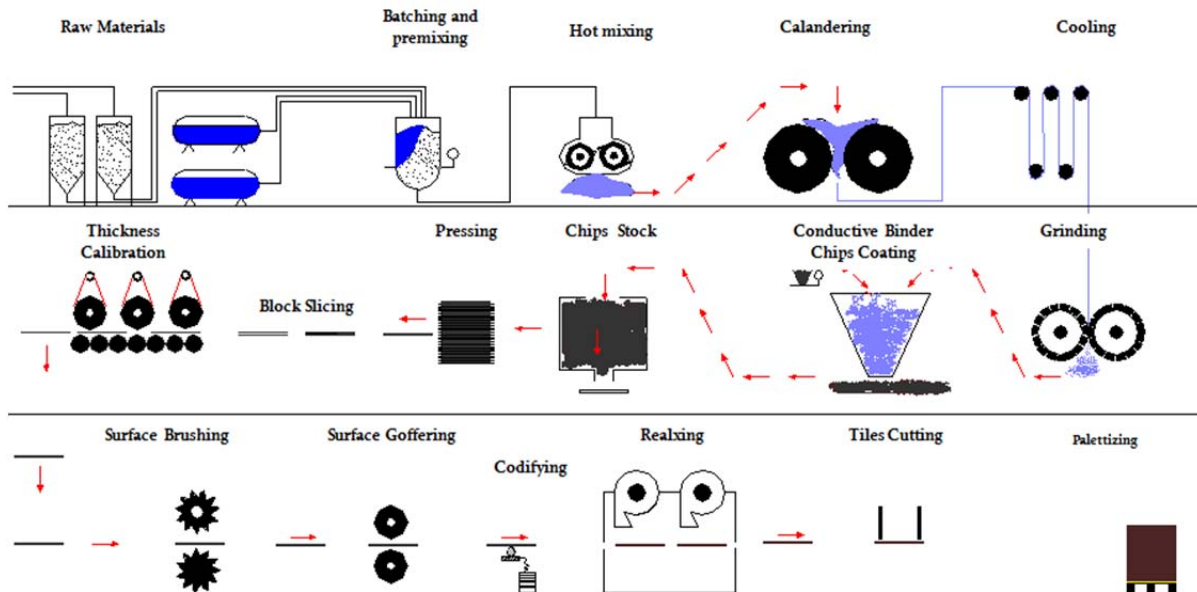 Raw Materials
Batching and
premixing
Hot mixing
Calandering
Cooling
Thickness
Calibration
Block Slicing
Pressing
Chips Stock
Conductive Binder
Chips Coating
Grinding
Surface Brushing
Surface Goffering
Codifying
Realxing
Tiles Cutting
Palettizing